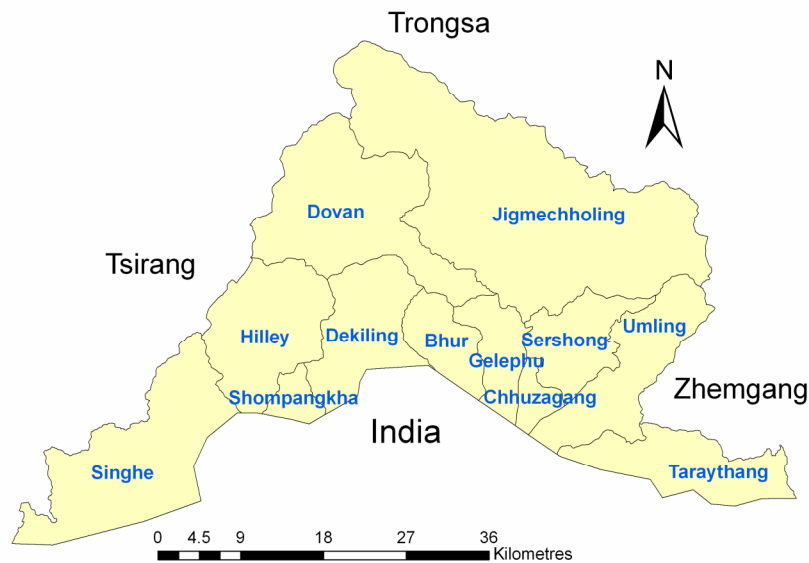 Trongsa
N
Dovan
Jigmechholing
Tsirang
Hilley
Dekiling
Bhur
Sershong
Umling
Gelephu
Shompangkha
Chhuzagang
Zhemgang
India
Singhe
Taraythang
0 4.5 9 18 27 36
Kilometres